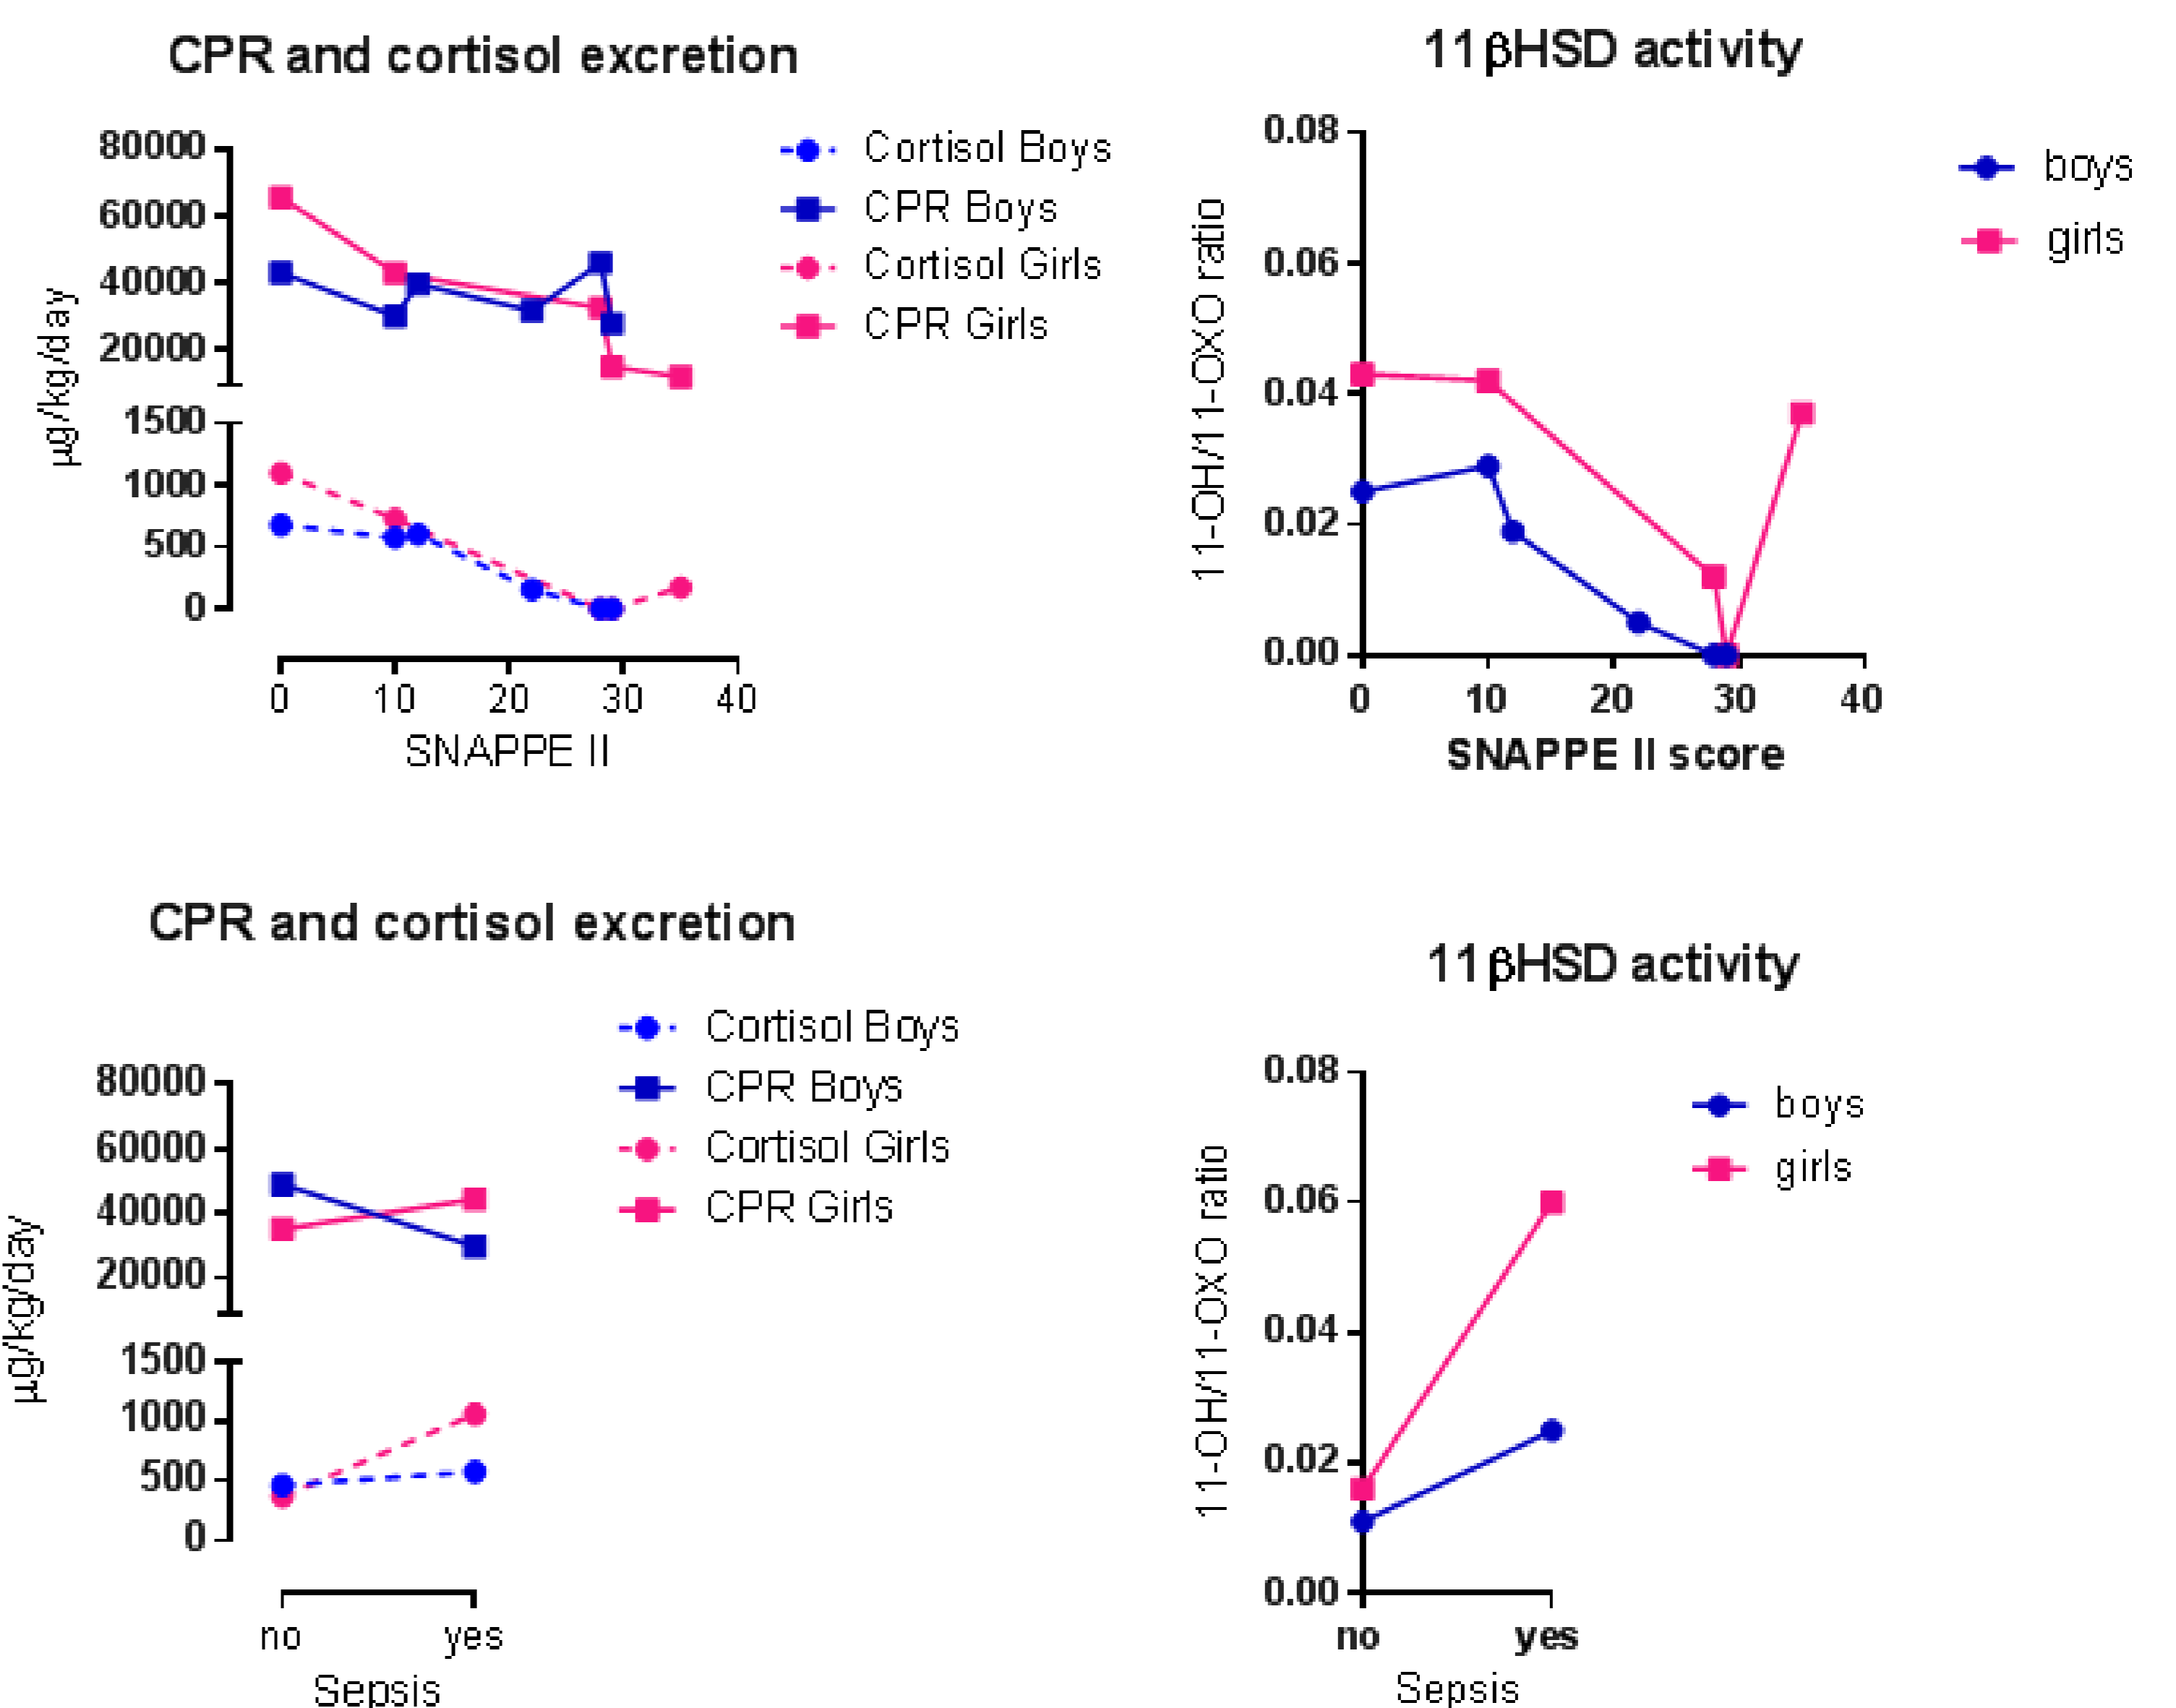 CPR and cortisol excretion
80000
60000
40000
20000
1500
1000
500
0
µg/kg/day
0 10 20 30 40
SNAPPE II
Cortisol Boys
CPR Boys
Cortisol Girls
CPR Girls
11βHSD activity
0.08
0.06
0.04
0.02
0.00
11-OH/11-OXO ratio
0 10 20 30 40
SNAPPE II score
boys
girls
CPR and cortisol excretion
80000
60000
40000
20000
1500
1000
500
0
µg/kg/day
no yes
Sepsis
Cortisol Boys
CPR Boys
Cortisol Girls
CPR Girls
11βHSD activity
0.08
0.06
0.04
0.02
0.00
11-OH/11-OXO ratio
no yes
Sepsis
boys
girls